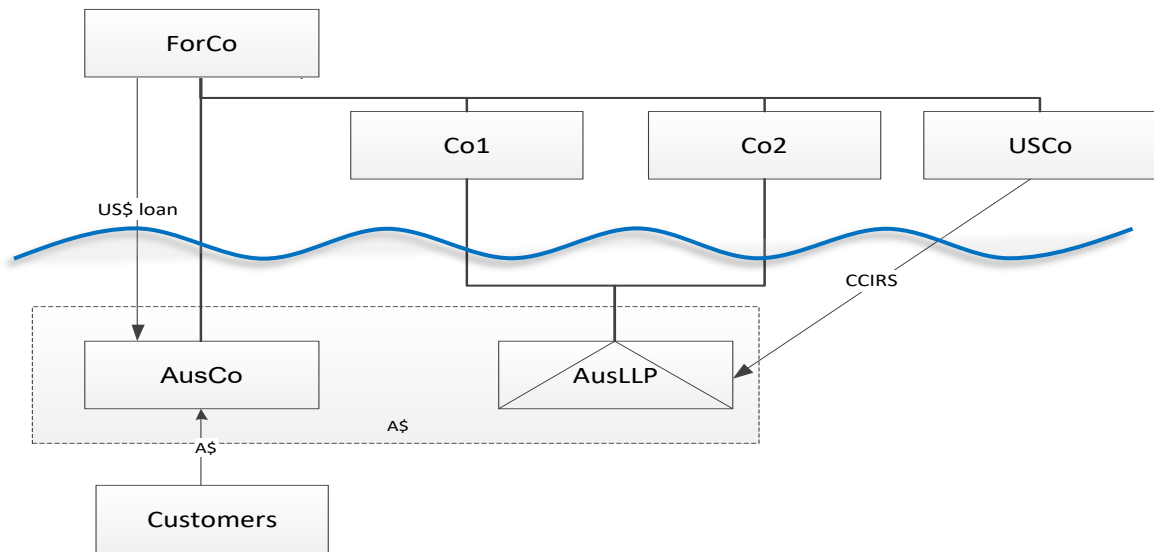 ForCo
Co1
Co2
USCo
US$ loan
CCIRS
AusCo
AusLLP
A$
A$
Customers